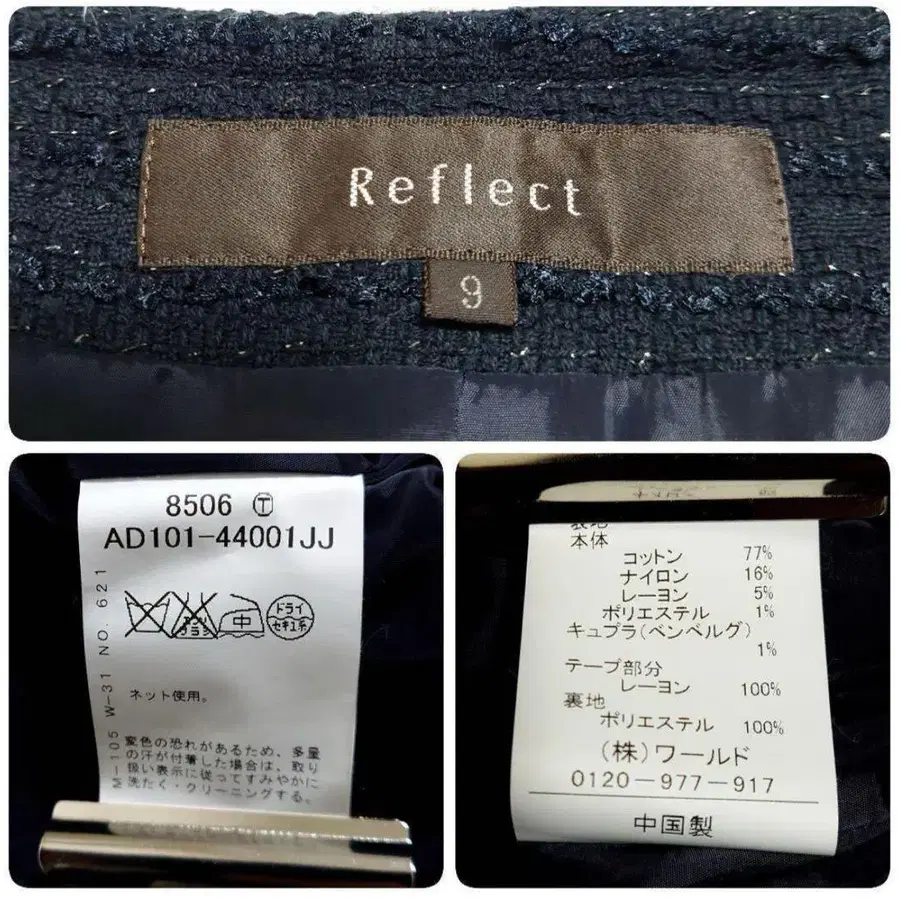 Reflect
9
8506 Ⓣ
AD101-44001JJ
中
ドライ
セキユ系
M-105 W-31 NO. 621
ネット使用。
変色の恐れがあるため、多量
の汗が付着した場合は、取り
扱い表示に従ってすみやかに
洗たく・クリーニングする。
本体
コットン 77%
ナイロン 16%
レーヨン 5%
ポリエステル 1%
キュプラ(ベンベルグ)
1%
テープ部分
レーヨン 100%
裏地
ポリエステル 100%
(株)ワールド
0120-977-917
中国製